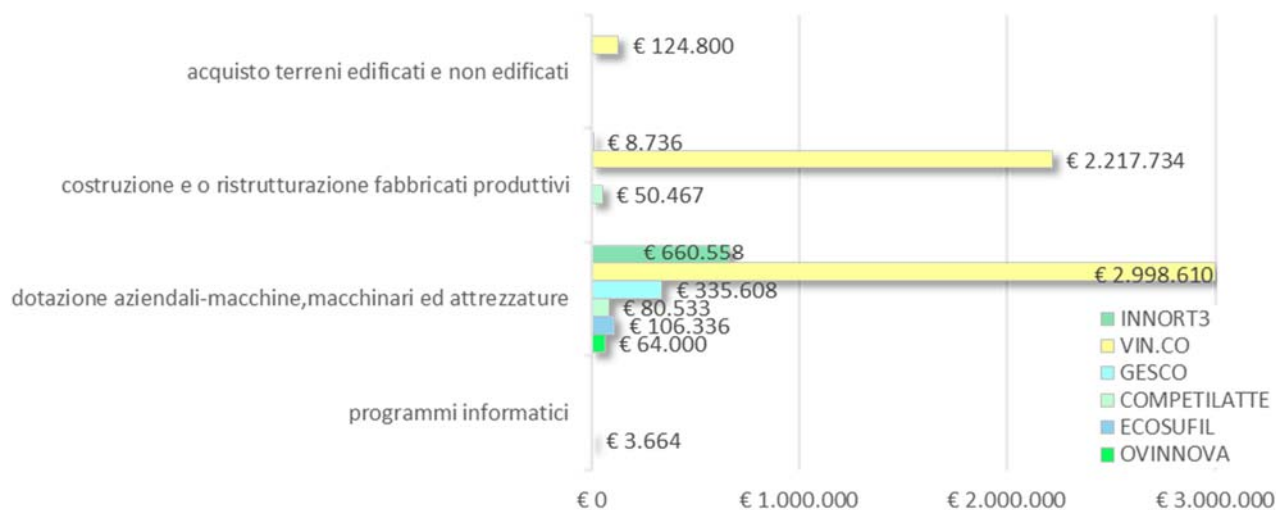 € 124.800
acquisto terreni edificati e non edificati
€ 8.736
€ 2.217.734
costruzione e o ristrutturazione fabbricati produttivi
€ 50.467
€ 660.558
€ 2.998.610
dotazione aziendali-macchine,macchinari ed attrezzature
€ 335.608
€ 80.533
€ 106.336
€ 64.000
INNORT3
VIN.CO
GESCO
COMPETILATTE
ECOSUFIL
OVINNOVA
programmi informatici
€ 3.664
€ 0 € 1.000.000 € 2.000.000 € 3.000.000